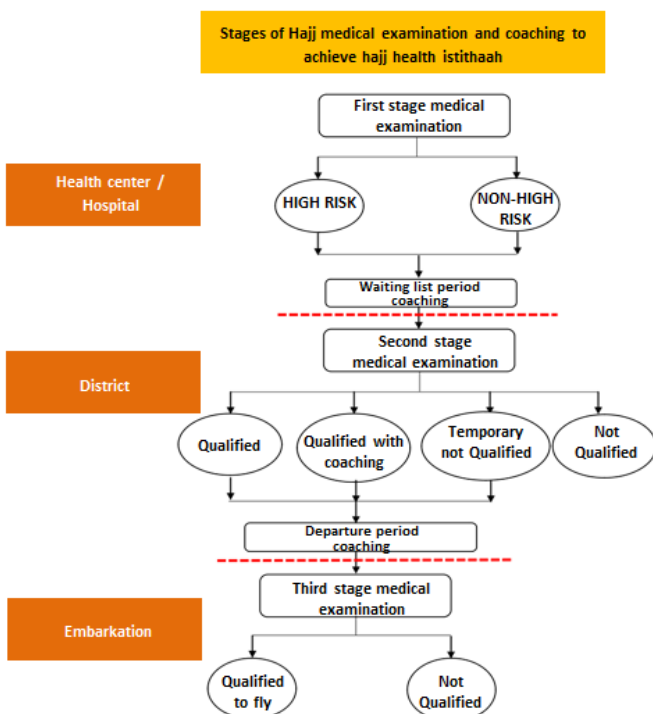 Stages of Hajj medical examination and coaching to
achieve hajj health istithaah
First stage medical
examination
Health center /
Hospital
HIGH RISK
NON-HIGH
RISK
Waiting list period
coaching
Second stage
medical examination
District
Qualified
Qualified with
coaching
Temporary
not Qualified
Not
Qualified
Departure period
coaching
Third stage medical
examination
Embarkation
Qualified
to fly
Not
Qualified